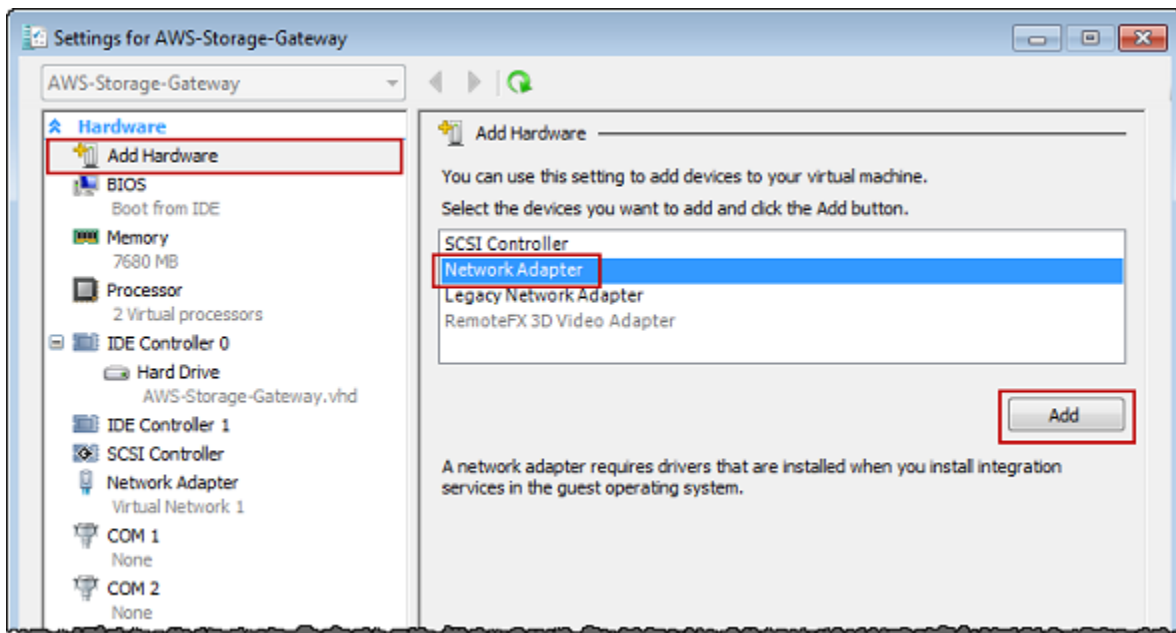 Settings for AWS-Storage-Gateway
AWS-Storage-Gateway
Hardware
Add Hardware
BIOS
Boot from IDE
Memory
7680 MB
Processor
2 Virtual processors
IDE Controller 0
Hard Drive
AWS-Storage-Gateway.vhd
IDE Controller 1
SCSI Controller
Network Adapter
Virtual Network 1
COM 1
None
COM 2
None
Add Hardware
You can use this setting to add devices to your virtual machine.
Select the devices you want to add and click the Add button.
SCSI Controller
Network Adapter
Legacy Network Adapter
RemoteFX 3D Video Adapter
Add
A network adapter requires drivers that are installed when you install integration
services in the guest operating system.